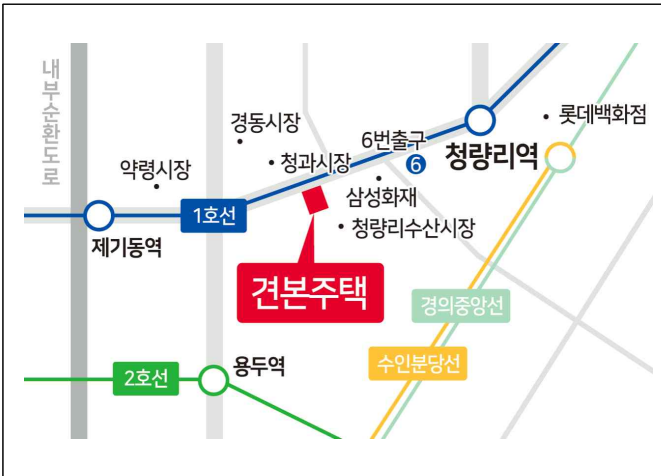 내부순환도로
롯데백화점
경동시장
6번출구
6
청량리역
청과시장
약령시장
삼성화재
1호선
청량리수산시장
제기동역
견본주택
경의중앙선
용두역
수인분당선
2호선